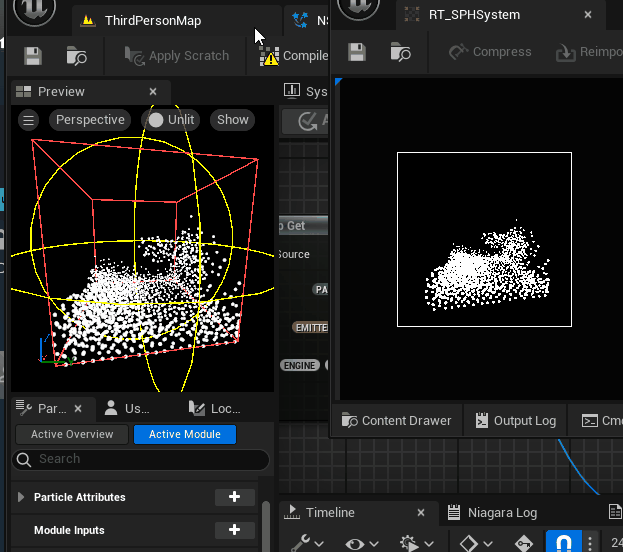 ThirdPersonMap
NS
RT_SPHSystem
Apply Scratch
Compile
Compress
Reimpo
Preview
Sys
Perspective
Unlit
Show
A
p Get
Source
PA
EMITTE
ENGINE
Par...
Us...
Loc...
Content Drawer
Output Log
Cm
Active Overview
Active Module
Search
Particle Attributes
Module Inputs
Timeline
Niagara Log
24